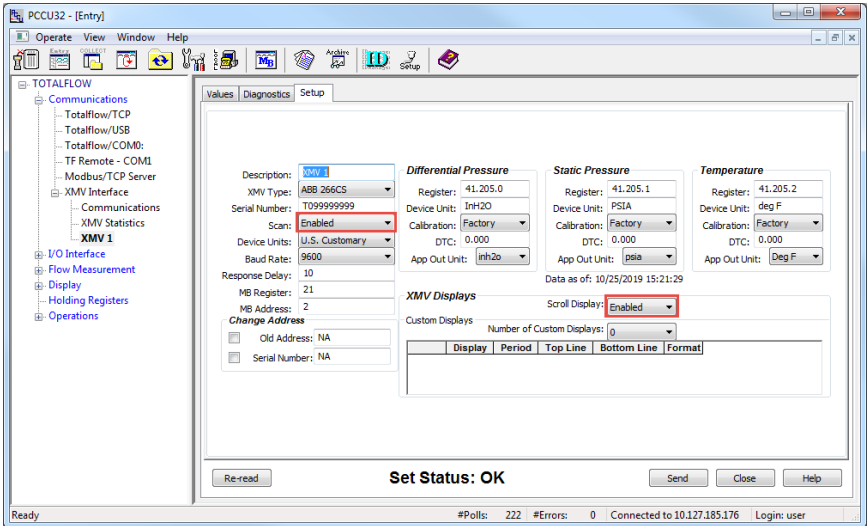 PCCU32 - [Entry]
Operate View Window Help
Entry COLLECT MB Archive ID Setup
TOTALFLOW
Communications
Totalflow/TCP
Totalflow/USB
Totalflow/COM0:
TF Remote - COM1
Modbus/TCP Server
XMV Interface
Communications
XMV Statistics
XMV 1
I/O Interface
Flow Measurement
Display
Holding Registers
Operations
Values Diagnostics Setup
Description: XMV 1
XMV Type: ABB 266CS
Serial Number: T099999999
Scan: Enabled
Device Units: U.S. Customary
Baud Rate: 9600
Response Delay: 10
MB Register: 21
MB Address: 2
Change Address
Old Address: NA
Serial Number: NA
Differential Pressure
Register: 41.205.0
Device Unit: InH2O
Calibration: Factory
DTC: 0.000
App Out Unit: inh2o
Static Pressure
Register: 41.205.1
Device Unit: PSIA
Calibration: Factory
DTC: 0.000
App Out Unit: psia
Temperature
Register: 41.205.2
Device Unit: deg F
Calibration: Factory
DTC: 0.000
App Out Unit: Deg F
Data as of: 10/25/2019 15:21:29
XMV Displays
Scroll Display: Enabled
Custom Displays
Number of Custom Displays: 0
Display Period Top Line Bottom Line Format
Re-read Set Status: OK Send Close Help
Ready #Polls: 222 #Errors: 0 Connected to 10.127.185.176 Login: user